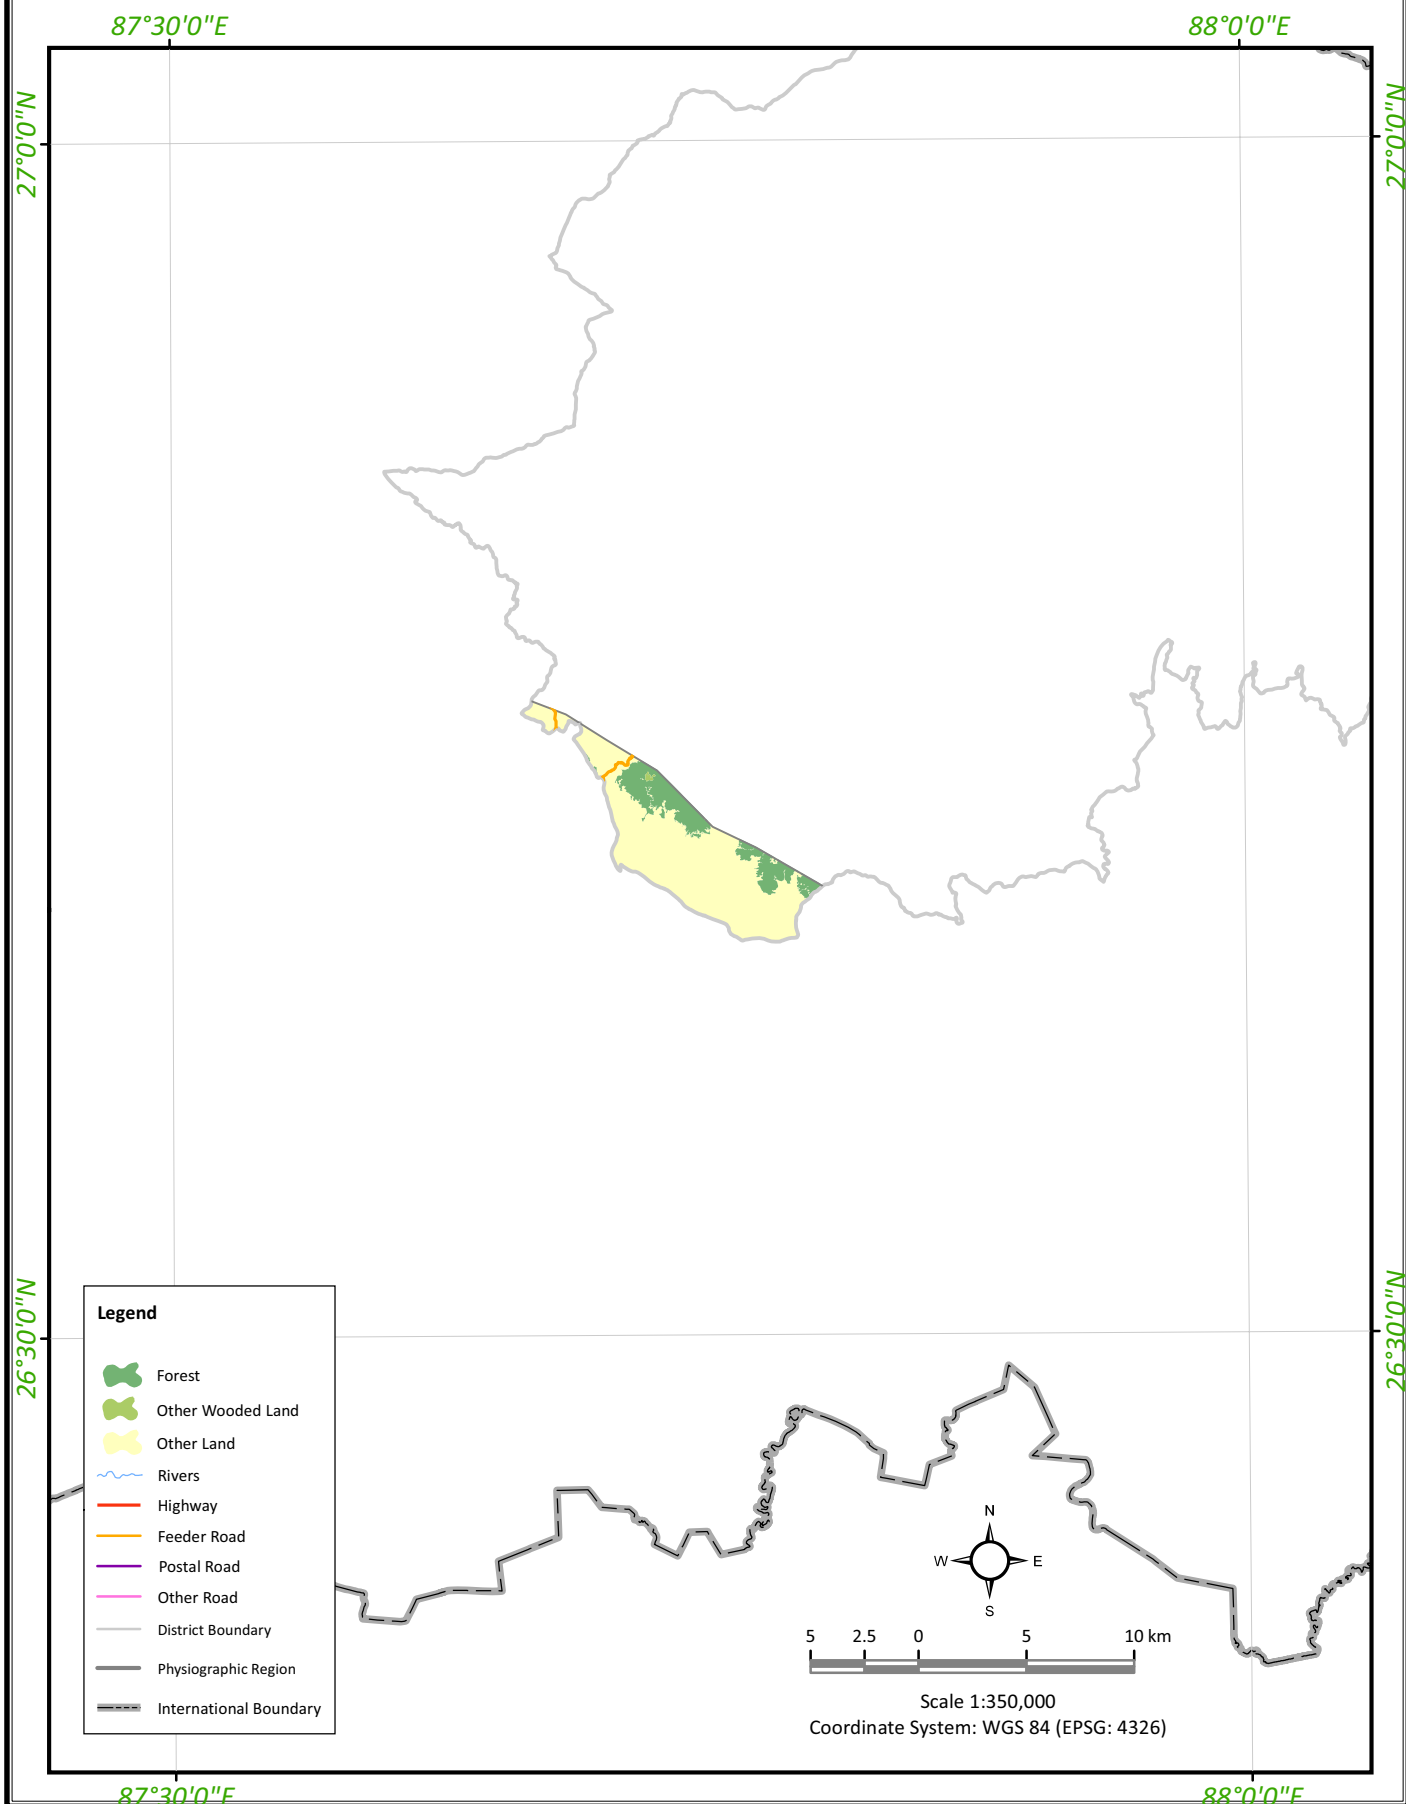 87°30'0"E
88°0'0"E
27°0'0"N
27°0'0"N
26°30'0"N
26°30'0"N
Legend
Forest
Other Wooded Land
Other Land
Rivers
Highway
Feeder Road
Postal Road
Other Road
District Boundary
Physiographic Region
International Boundary
N
W
E
S
5 2.5 0 5 10 km
Scale 1:350,000
Coordinate System: WGS 84 (EPSG: 4326)
87°30'0"E
88°0'0"E